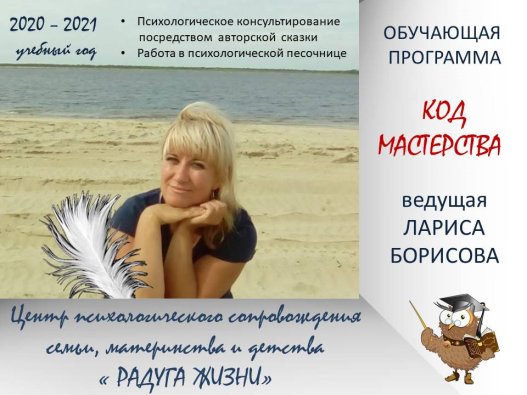 2020 – 2021
учебный год
• Психологическое консультирование
посредством авторской сказки
• Работа в психологической песочнице
ОБУЧАЮЩАЯ
ПРОГРАММА
КОД
МАСТЕРСТВА
ведущая
ЛАРИСА
БОРИСОВА
Центр психологического сопровождения
семьи, материнства и детства
« РАДУГА ЖИЗНИ»